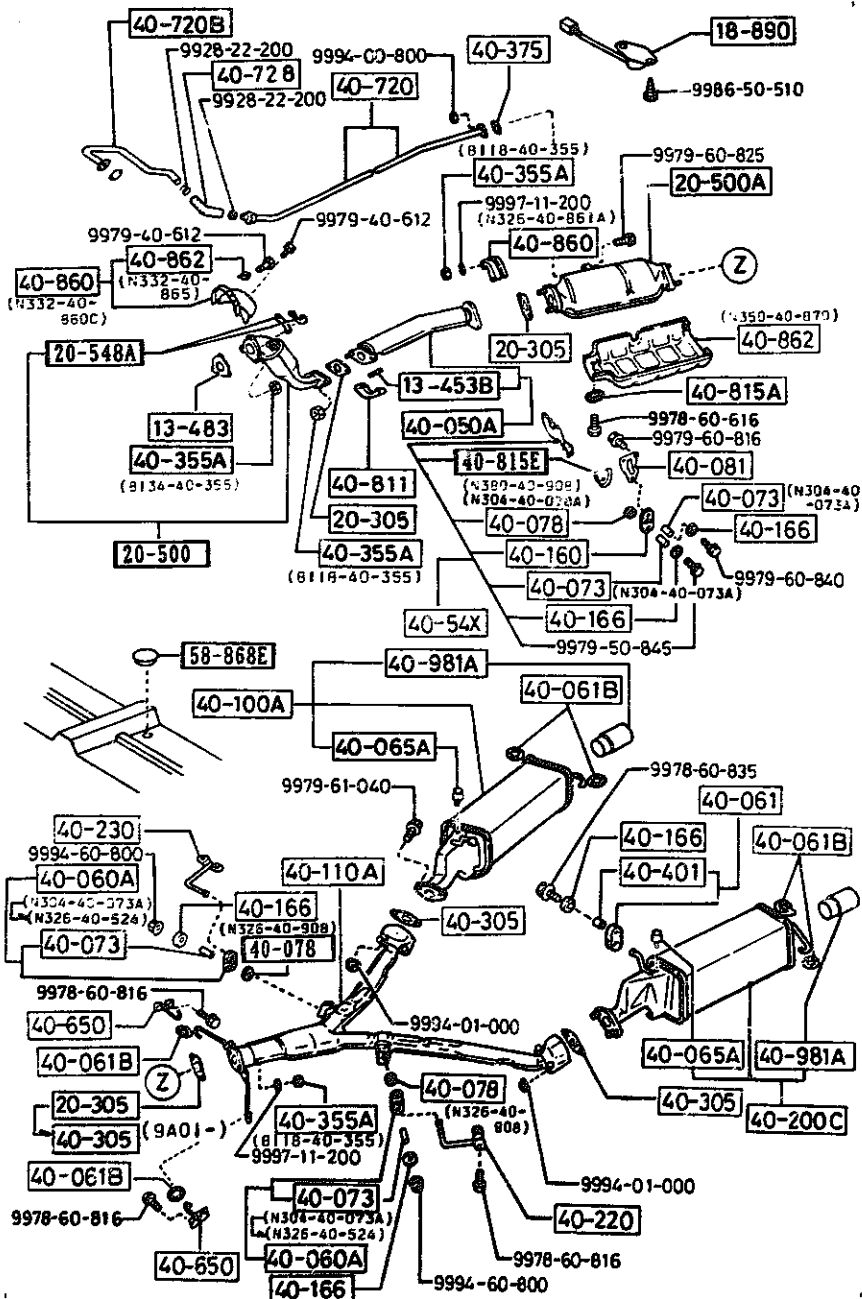 40-720B
18-890
9928-22-200
9994-00-800
40-375
40-728
40-720
9928-22-200
9986-50-510
(8118-40-355)
9979-60-825
40-355A
20-500A
9979-40-612
9997-11-200
(N326-40-861A)
9979-40-612
40-862
40-860
Z
40-860
(N332-40-865)
(N332-40-860C)
(N350-40-870)
20-548A
20-305
40-862
13-453B
40-815A
13-483
40-050A
9978-60-616
9979-60-816
40-355A
40-815E
40-081
(8134-40-355)
40-811
(N389-40-908)
(N304-40-028A)
40-073
(N304-40-073A)
20-305
40-078
40-166
20-500
40-355A
40-160
(8118-40-355)
40-073
(N304-40-073A)
9979-60-840
40-166
40-54X
9979-50-845
58-868E
40-981A
40-061B
40-100A
40-065A
9979-61-040
9978-60-835
40-061
40-230
40-166
40-061B
9994-60-800
40-110A
40-401
40-060A
(N304-40-073A)
40-166
(N326-40-524)
(N326-40-908)
40-305
40-073
40-078
9978-60-816
40-650
9994-01-000
40-061B
40-065A
40-981A
Z
40-078
20-305
40-355A
(N326-40-908)
40-305
40-305
(9A01-)
(8118-40-355)
40-200C
9997-11-200
40-061B
9994-01-000
40-073
9978-60-816
(N304-40-073A)
40-220
(N326-40-524)
40-650
40-060A
9978-60-816
40-166
9994-60-800